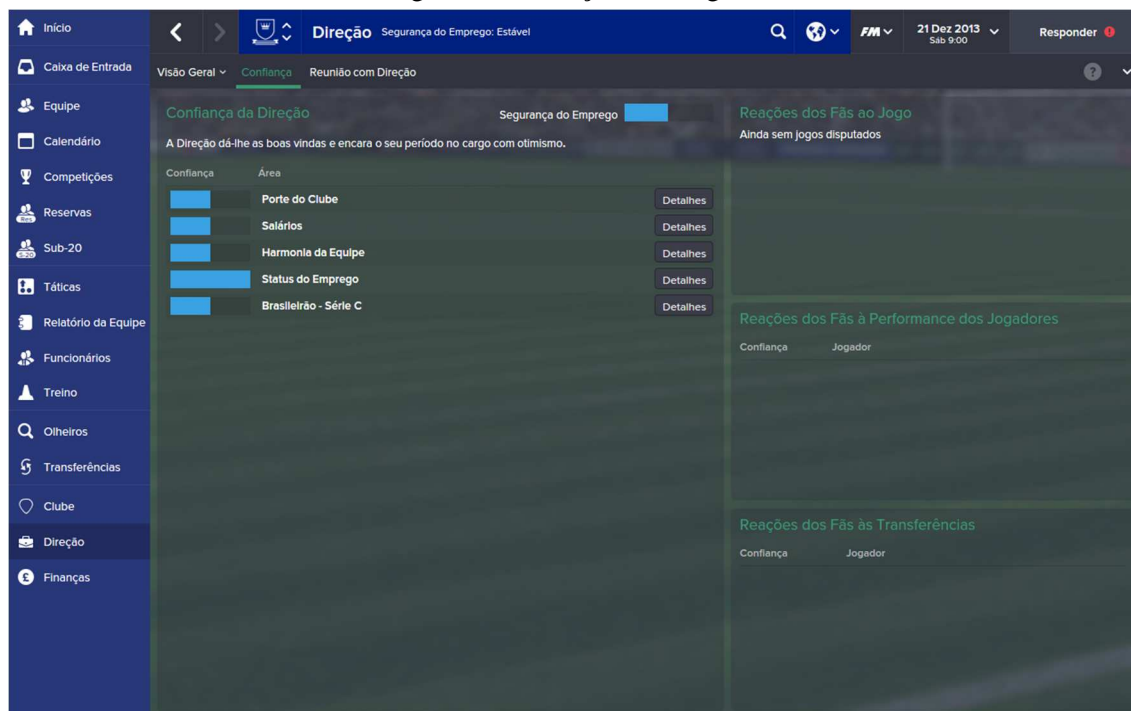 Início
Caixa de Entrada
Equipe
Calendário
Competições
Reservas
Sub-20
Táticas
Relatório da Equipe
Funcionários
Treino
Olheiros
Transferências
Clube
Direção
Finanças
Direção Segurança do Emprego: Estável
FM
21 Dez 2013
Sáb 9:00
Responder
Visão Geral Confiança Reunião com Direção
Confiança da Direção
Segurança do Emprego
A Direção dá-lhe as boas vindas e encara o seu período no cargo com otimismo.
Confiança Área
Porte do Clube Detalhes
Salários Detalhes
Harmonia da Equipe Detalhes
Status do Emprego Detalhes
Brasileirão - Série C Detalhes
Reações dos Fãs ao Jogo
Ainda sem jogos disputados
Reações dos Fãs à Performance dos Jogadores
Confiança Jogador
Reações dos Fãs às Transferências
Confiança Jogador